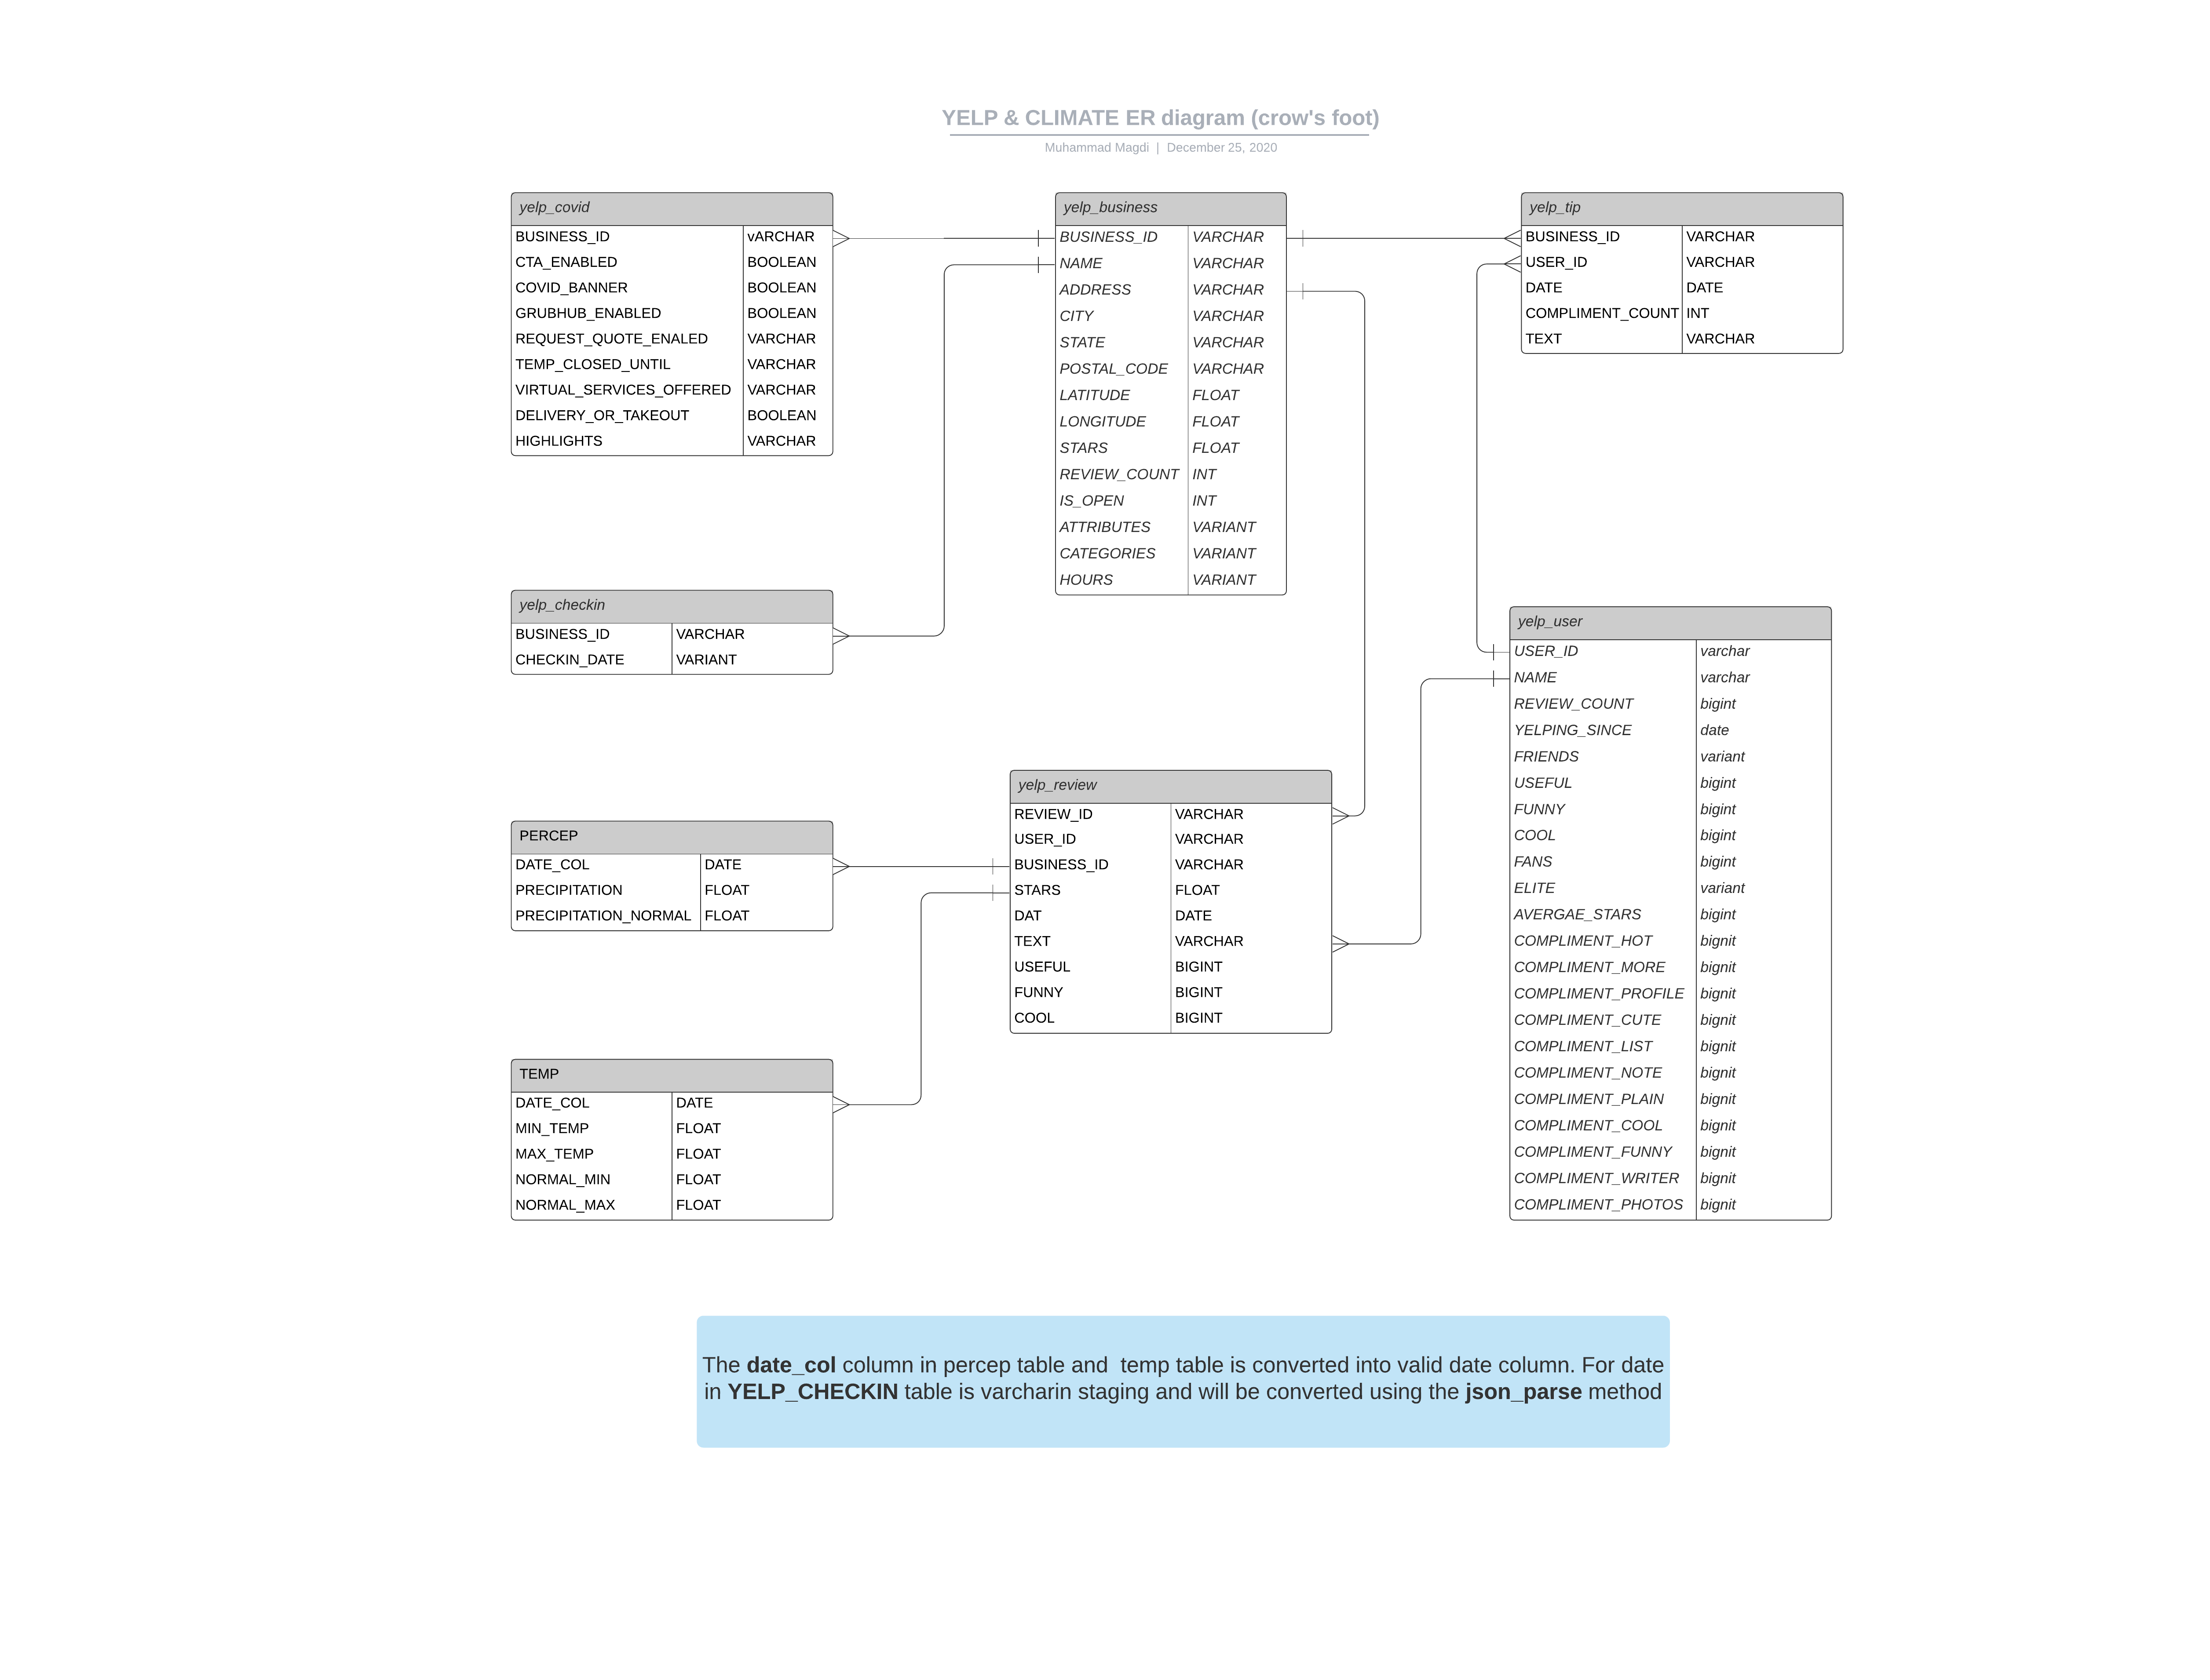 YELP & CLIMATE ER diagram (crow's foot)
Muhammad Magdi | December 25, 2020
yelp_covid
BUSINESS_ID vARCHAR
CTA_ENABLED BOOLEAN
COVID_BANNER BOOLEAN
GRUBHUB_ENABLED BOOLEAN
REQUEST_QUOTE_ENALED VARCHAR
TEMP_CLOSED_UNTIL VARCHAR
VIRTUAL_SERVICES_OFFERED VARCHAR
DELIVERY_OR_TAKEOUT BOOLEAN
HIGHLIGHTS VARCHAR
yelp_business
BUSINESS_ID VARCHAR
NAME VARCHAR
ADDRESS VARCHAR
CITY VARCHAR
STATE VARCHAR
POSTAL_CODE VARCHAR
LATITUDE FLOAT
LONGITUDE FLOAT
STARS FLOAT
REVIEW_COUNT INT
IS_OPEN INT
ATTRIBUTES VARIANT
CATEGORIES VARIANT
HOURS VARIANT
yelp_tip
BUSINESS_ID VARCHAR
USER_ID VARCHAR
DATE DATE
COMPLIMENT_COUNT INT
TEXT VARCHAR
yelp_checkin
BUSINESS_ID VARCHAR
CHECKIN_DATE VARIANT
yelp_user
USER_ID varchar
NAME varchar
REVIEW_COUNT bigint
YELPING_SINCE date
FRIENDS variant
USEFUL bigint
FUNNY bigint
COOL bigint
FANS bigint
ELITE variant
AVERGAE_STARS bigint
COMPLIMENT_HOT bignit
COMPLIMENT_MORE bignit
COMPLIMENT_PROFILE bignit
COMPLIMENT_CUTE bignit
COMPLIMENT_LIST bignit
COMPLIMENT_NOTE bignit
COMPLIMENT_PLAIN bignit
COMPLIMENT_COOL bignit
COMPLIMENT_FUNNY bignit
COMPLIMENT_WRITER bignit
COMPLIMENT_PHOTOS bignit
yelp_review
REVIEW_ID VARCHAR
USER_ID VARCHAR
BUSINESS_ID VARCHAR
STARS FLOAT
DAT DATE
TEXT VARCHAR
USEFUL BIGINT
FUNNY BIGINT
COOL BIGINT
PERCEP
DATE_COL DATE
PRECIPITATION FLOAT
PRECIPITATION_NORMAL FLOAT
TEMP
DATE_COL DATE
MIN_TEMP FLOAT
MAX_TEMP FLOAT
NORMAL_MIN FLOAT
NORMAL_MAX FLOAT
The date_col column in percep table and temp table is converted into valid date column. For date
in YELP_CHECKIN table is varcharin staging and will be converted using the json_parse method